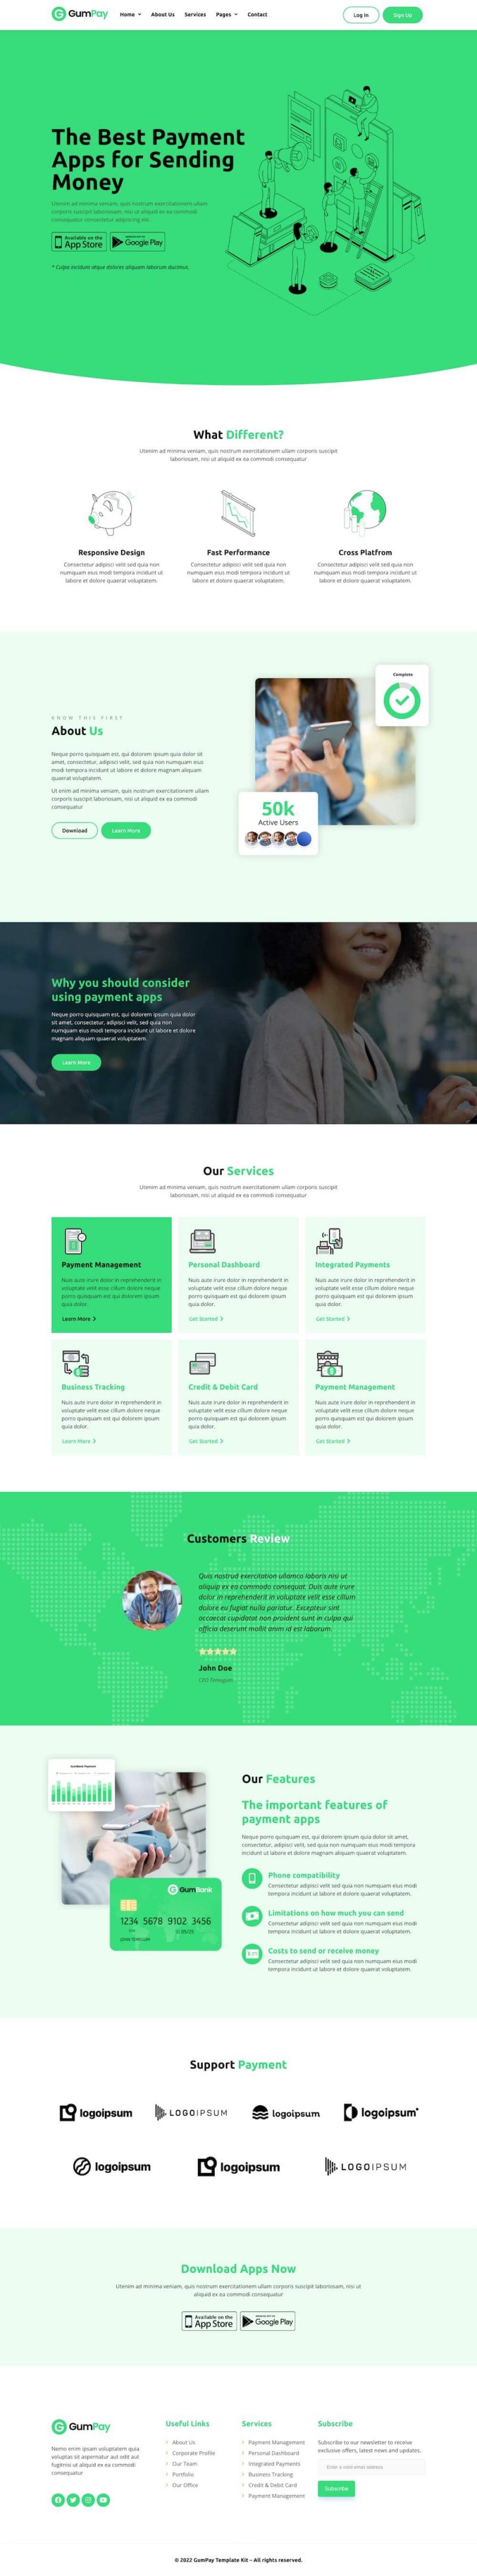 GumPay
Home
About Us
Services
Pages
Contact
Log In
Sign Up
The Best Payment
Apps for Sending
Money
Utenim ad minima veniam, quis nostrum exercitationem ullam
corporis suscipit laboriosam, nisi ut aliquid ex ea commodi
consequatur consectetur adipiscing elit.
Available on the
App Store
Google Play
* Culpa incidunt utque dolores aliquam laborum ducimus.
What Different?
Utenim ad minima veniam, quis nostrum exercitationem ullam corporis suscipit
laboriosam, nisi ut aliquid ex ea commodi consequatur
Responsive Design
Consectetur adipisci velit sed quia non
numquam eius modi tempora incidunt ut
labore et dolore quaerat voluptatem.
Fast Performance
Consectetur adipisci velit sed quia non
numquam eius modi tempora incidunt ut
labore et dolore quaerat voluptatem.
Cross Platfrom
Consectetur adipisci velit sed quia non
numquam eius modi tempora incidunt ut
labore et dolore quaerat voluptatem.
KNOW THIS FIRST
About Us
Neque porro quisquam est, qui dolorem ipsum quia dolor sit
amet, consectetur, adipisci velit, sed quia non numquam eius
modi tempora incidunt ut labore et dolore magnam aliquam
quaerat voluptatem.
Ut enim ad minima veniam, quis nostrum exercitationem ullam
corporis suscipit laboriosam, nisi ut aliquid ex ea commodi
consequatur
Download
Learn More
Complete
50k
Active Users
Why you should consider
using payment apps
Neque porro quisquam est, qui dolorem ipsum quia dolor
sit amet, consectetur, adipisci velit, sed quia non
numquam eius modi tempora incidunt ut labore et dolore
magnam aliquam quaerat voluptatem.
Learn More
Our Services
Utenim ad minima veniam, quis nostrum exercitationem ullam corporis suscipit
laboriosam, nisi ut aliquid ex ea commodi consequatur
Payment Management
Nuis aute irure dolor in reprehenderit in
voluptate velit esse cillum dolore neque
porro quisquam est qui dolorem ipsum
quia dolor.
Learn More
Personal Dashboard
Nuis aute irure dolor in reprehenderit in
voluptate velit esse cillum dolore neque
porro quisquam est qui dolorem ipsum
quia dolor.
Get Started
Integrated Payments
Nuis aute irure dolor in reprehenderit in
voluptate velit esse cillum dolore neque
porro quisquam est qui dolorem ipsum
quia dolor.
Get Started
Business Tracking
Nuis aute irure dolor in reprehenderit in
voluptate velit esse cillum dolore neque
porro quisquam est qui dolorem ipsum
quia dolor.
Learn More
Credit & Debit Card
Nuis aute irure dolor in reprehenderit in
voluptate velit esse cillum dolore neque
porro quisquam est qui dolorem ipsum
quia dolor.
Get Started
Payment Management
Nuis aute irure dolor in reprehenderit in
voluptate velit esse cillum dolore neque
porro quisquam est qui dolorem ipsum
quia dolor.
Get Started
Customers Review
Quis nostrud exercitation ullamco laboris nisi ut
aliquip ex ea commodo consequat. Duis aute irure
dolor in reprehenderit in voluptate velit esse cillum
dolore eu fugiat nulla pariatur. Excepteur sint
occaecat cupidatat non proident sunt in culpa qui
officia deserunt mollit anim id est laborum.
John Doe
GumBank
1234 5678 9102 3456
Our Features
The important features of
payment apps
Neque porro quisquam est, qui dolorem ipsum quia dolor sit amet,
consectetur, adipisci velit, sed quia non numquam eius modi tempora
incidunt ut labore et dolore magnam aliquam quaerat voluptatem.
Phone compatibility
Consectetur adipisci velit sed quia non numquam eius modi
tempora incidunt ut labore et dolore quaerat voluptatem.
Limitations on how much you can send
Consectetur adipisci velit sed quia non numquam eius modi
tempora incidunt ut labore et dolore quaerat voluptatem.
Costs to send or receive money
Consectetur adipisci velit sed quia non numquam eius modi
tempora incidunt ut labore et dolore quaerat voluptatem.
Support Payment
logoipsum
LOGOIPSUM
logoipsum
logoipsum
logoipsum
logoipsum
LOGOIPSUM
Download Apps Now
Utenim ad minima veniam, quis nostrum exercitationem ullam corporis suscipit laboriosam, nisi ut
aliquid ex ea commodi consequatur
Available on the
App Store
Google Play
GumPay
Nemo enim ipsam voluptatem quia
voluptas sit aspernatur aut odit aut
fugitnisi ut aliquid ex ea commodi
consequatur
Useful Links
About Us
Corporate Profile
Our Team
Portfolio
Our Office
Services
Payment Management
Personal Dashboard
Integrated Payments
Business Tracking
Credit & Debit Card
Payment Management
Subscribe
Subscribe to our newsletter to receive
exclusive offers, latest news and updates.
Enter a valid email address
Subscribe
© 2022 GumPay Template Kit – All rights reserved.